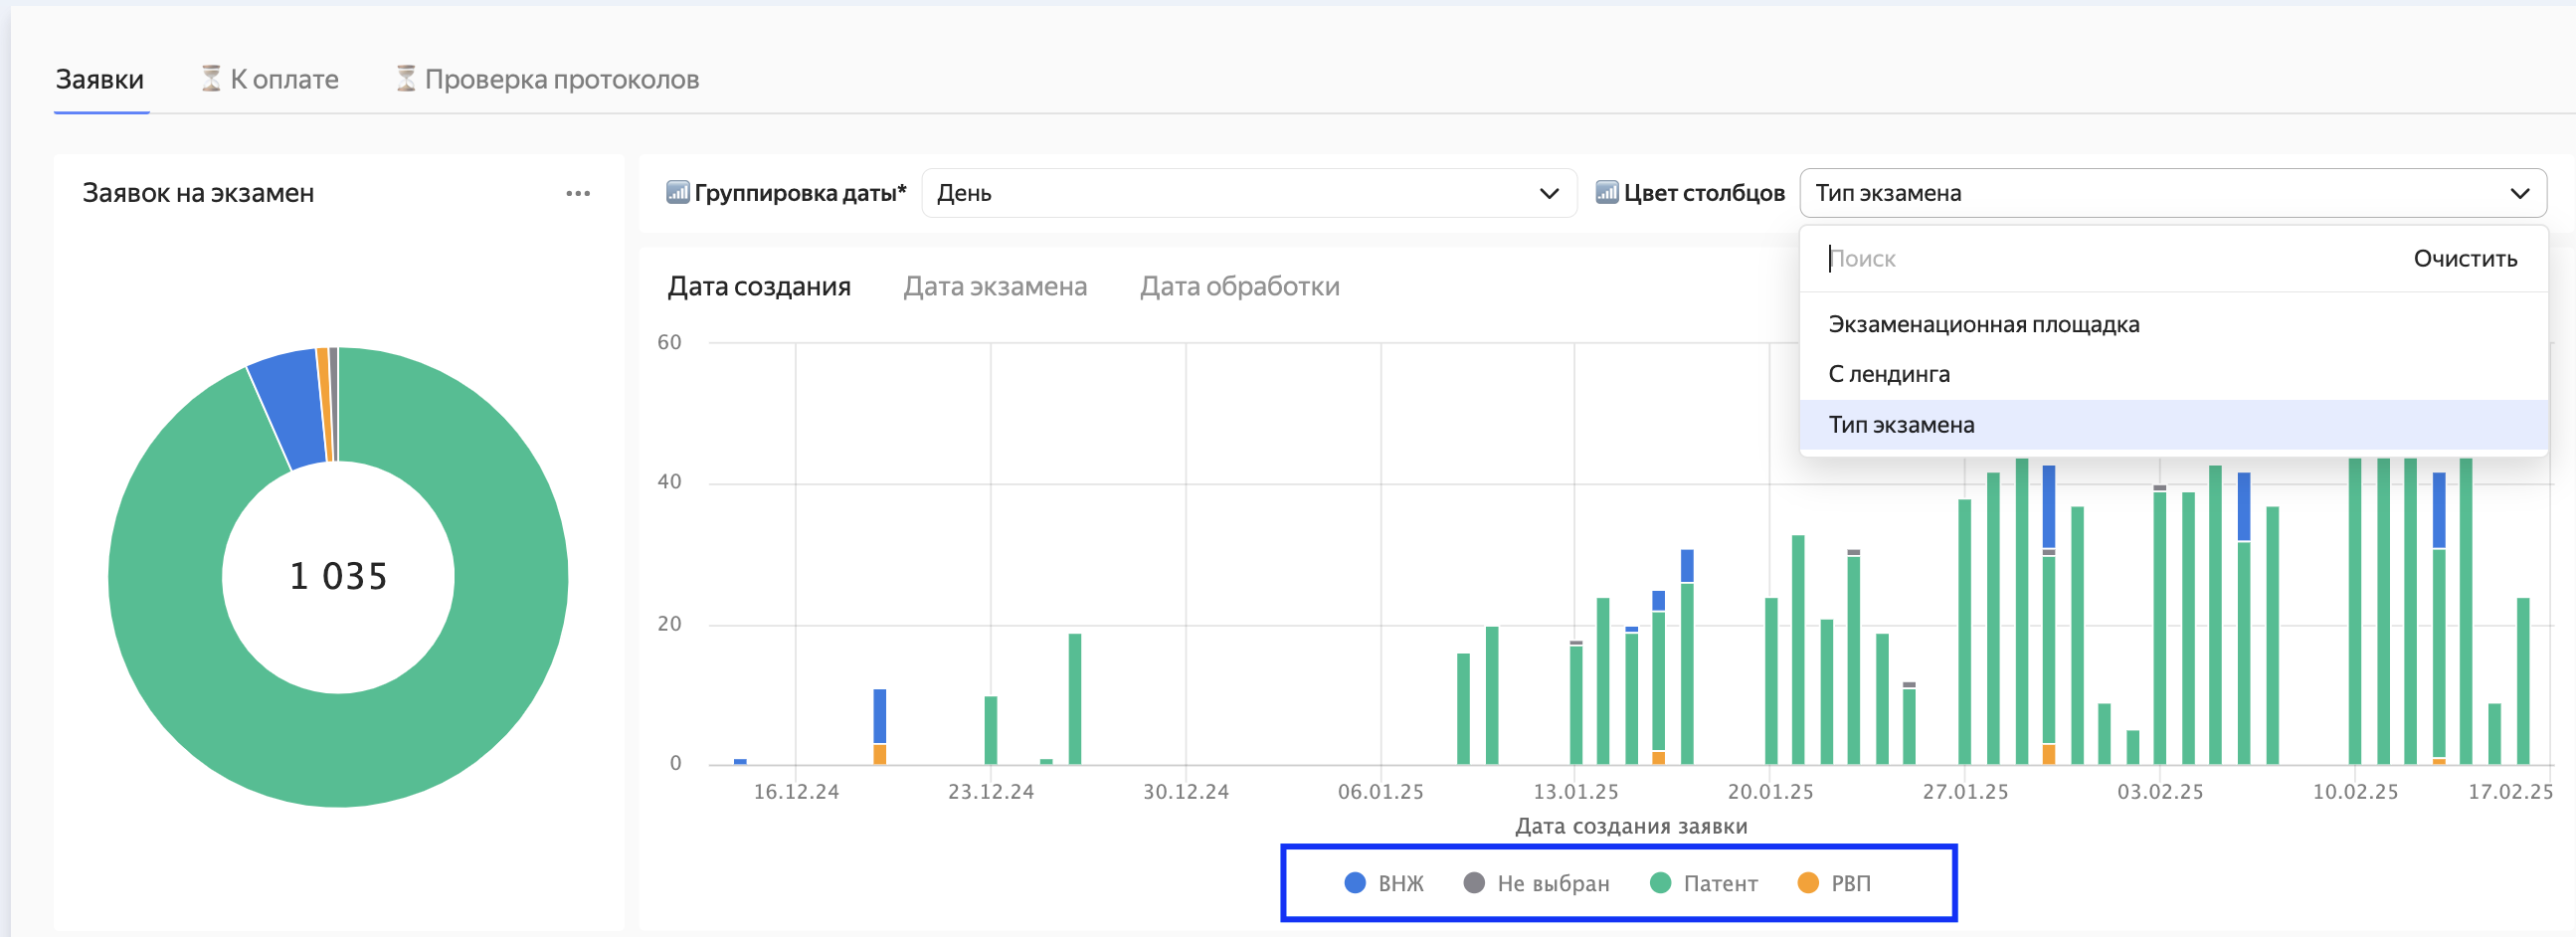 Заявки ⏳ К оплате ⏳ Проверка протоколов
Заявок на экзамен
Группировка даты* День
Цвет столбцов Тип экзамена
Поиск Очистить
Экзаменационная площадка
С лендинга
Тип экзамена
Дата создания Дата экзамена Дата обработки
1 035
60
40
20
0
16.12.24 23.12.24 30.12.24 06.01.25 13.01.25 20.01.25 27.01.25 03.02.25 10.02.25 17.02.25
Дата создания заявки
ВНЖ Не выбран Патент РВП